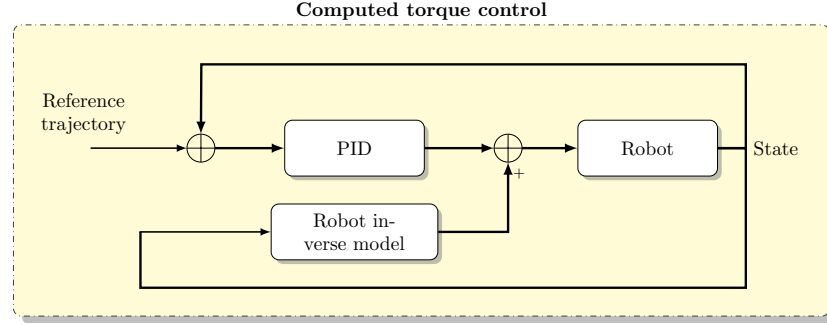 Computed torque control
Reference
trajectory
PID
Robot
State
+
Robot in-
verse model